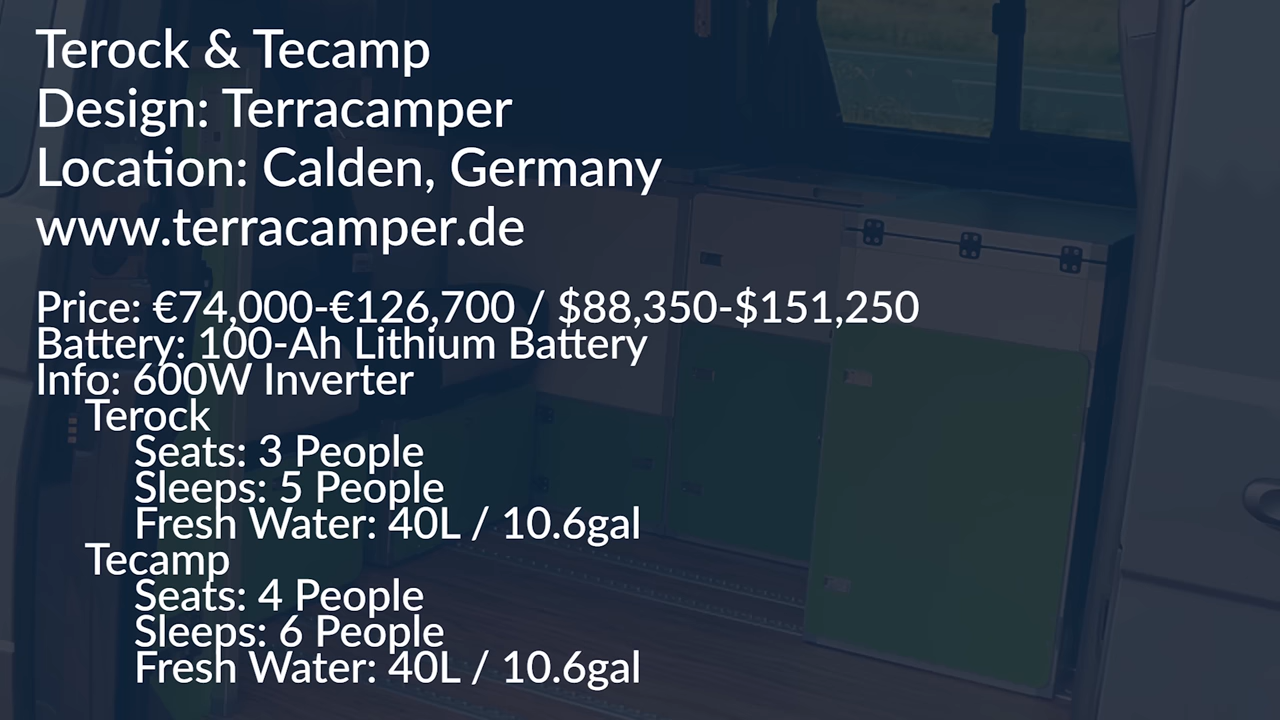 Terock & Tecamp
Design: Terracamper
Location: Calden, Germany
www.terracamper.de
Price: €74,000-€126,700 / $88,350-$151,250
Battery: 100-Ah Lithium Battery
Info: 600W Inverter
Terock
Seats: 3 People
Sleeps: 5 People
Fresh Water: 40L / 10.6gal
Tecamp
Seats: 4 People
Sleeps: 6 People
Fresh Water: 40L / 10.6gal